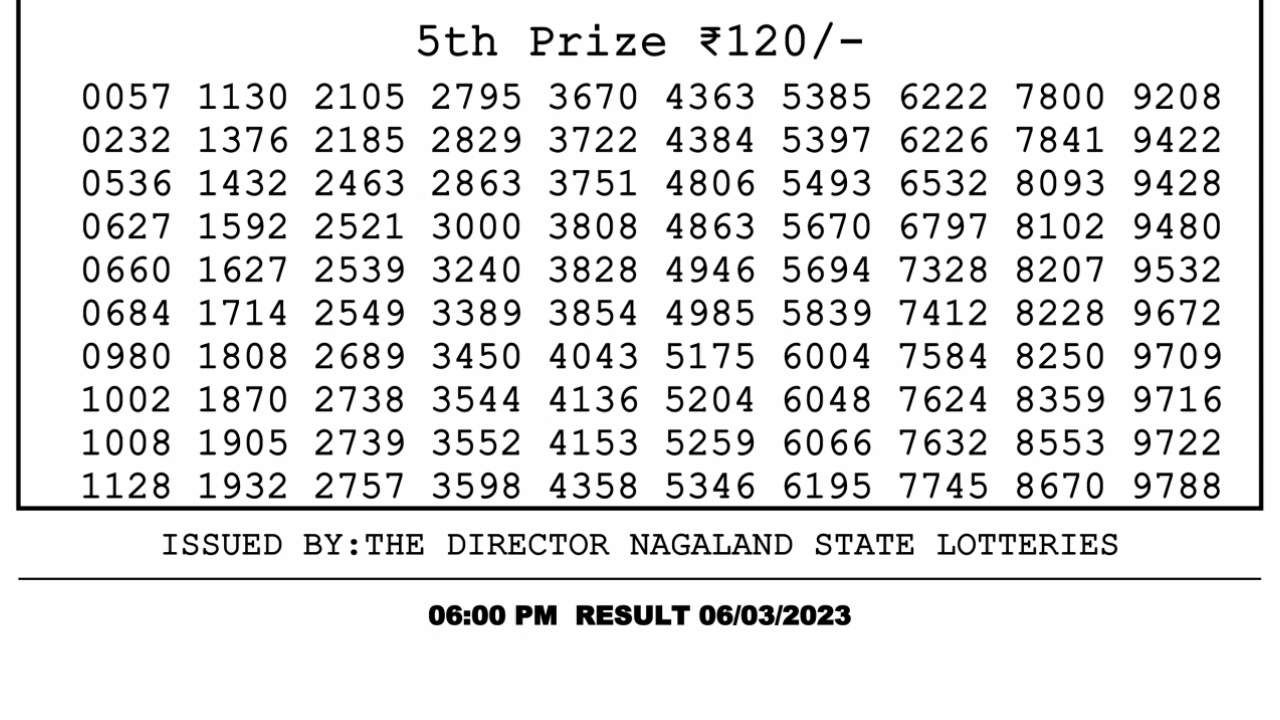 5th Prize ₹120/-
0057 1130 2105 2795 3670 4363 5385 6222 7800 9208
0232 1376 2185 2829 3722 4384 5397 6226 7841 9422
0536 1432 2463 2863 3751 4806 5493 6532 8093 9428
0627 1592 2521 3000 3808 4863 5670 6797 8102 9480
0660 1627 2539 3240 3828 4946 5694 7328 8207 9532
0684 1714 2549 3389 3854 4985 5839 7412 8228 9672
0980 1808 2689 3450 4043 5175 6004 7584 8250 9709
1002 1870 2738 3544 4136 5204 6048 7624 8359 9716
1008 1905 2739 3552 4153 5259 6066 7632 8553 9722
1128 1932 2757 3598 4358 5346 6195 7745 8670 9788
ISSUED BY:THE DIRECTOR NAGALAND STATE LOTTERIES
06:00 PM RESULT 06/03/2023